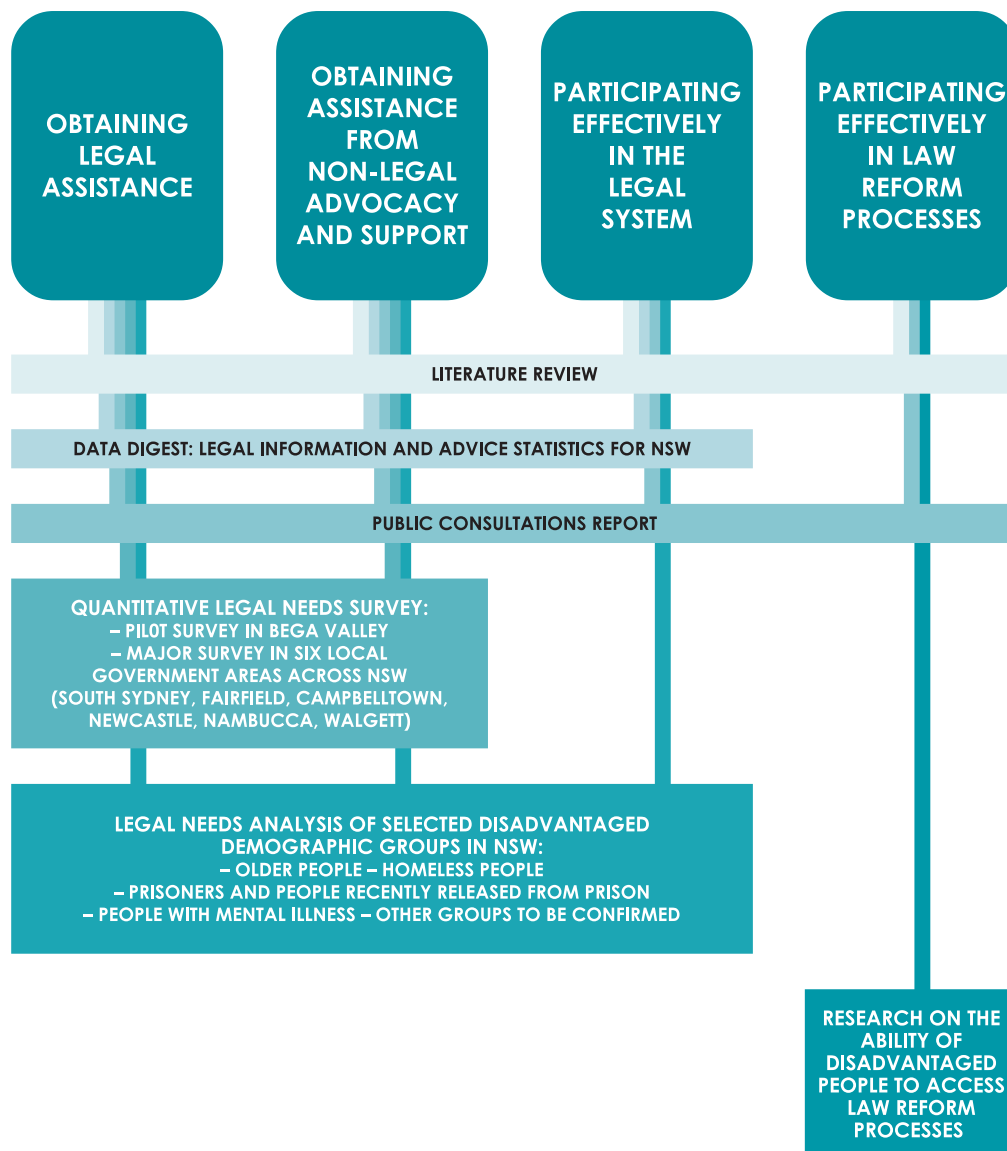 OBTAINING
LEGAL
ASSISTANCE
OBTAINING
ASSISTANCE
FROM
NON-LEGAL
ADVOCACY
AND SUPPORT
PARTICIPATING
EFFECTIVELY
IN THE
LEGAL
SYSTEM
PARTICIPATING
EFFECTIVELY
IN LAW
REFORM
PROCESSES
LITERATURE REVIEW
DATA DIGEST: LEGAL INFORMATION AND ADVICE STATISTICS FOR NSW
PUBLIC CONSULTATIONS REPORT
QUANTITATIVE LEGAL NEEDS SURVEY:
– PILOT SURVEY IN BEGA VALLEY
– MAJOR SURVEY IN SIX LOCAL
GOVERNMENT AREAS ACROSS NSW
(SOUTH SYDNEY, FAIRFIELD, CAMPBELLTOWN,
NEWCASTLE, NAMBUCCA, WALGETT)
LEGAL NEEDS ANALYSIS OF SELECTED DISADVANTAGED
DEMOGRAPHIC GROUPS IN NSW:
– OLDER PEOPLE – HOMELESS PEOPLE
– PRISONERS AND PEOPLE RECENTLY RELEASED FROM PRISON
– PEOPLE WITH MENTAL ILLNESS – OTHER GROUPS TO BE CONFIRMED
RESEARCH ON THE
ABILITY OF
DISADVANTAGED
PEOPLE TO ACCESS
LAW REFORM
PROCESSES